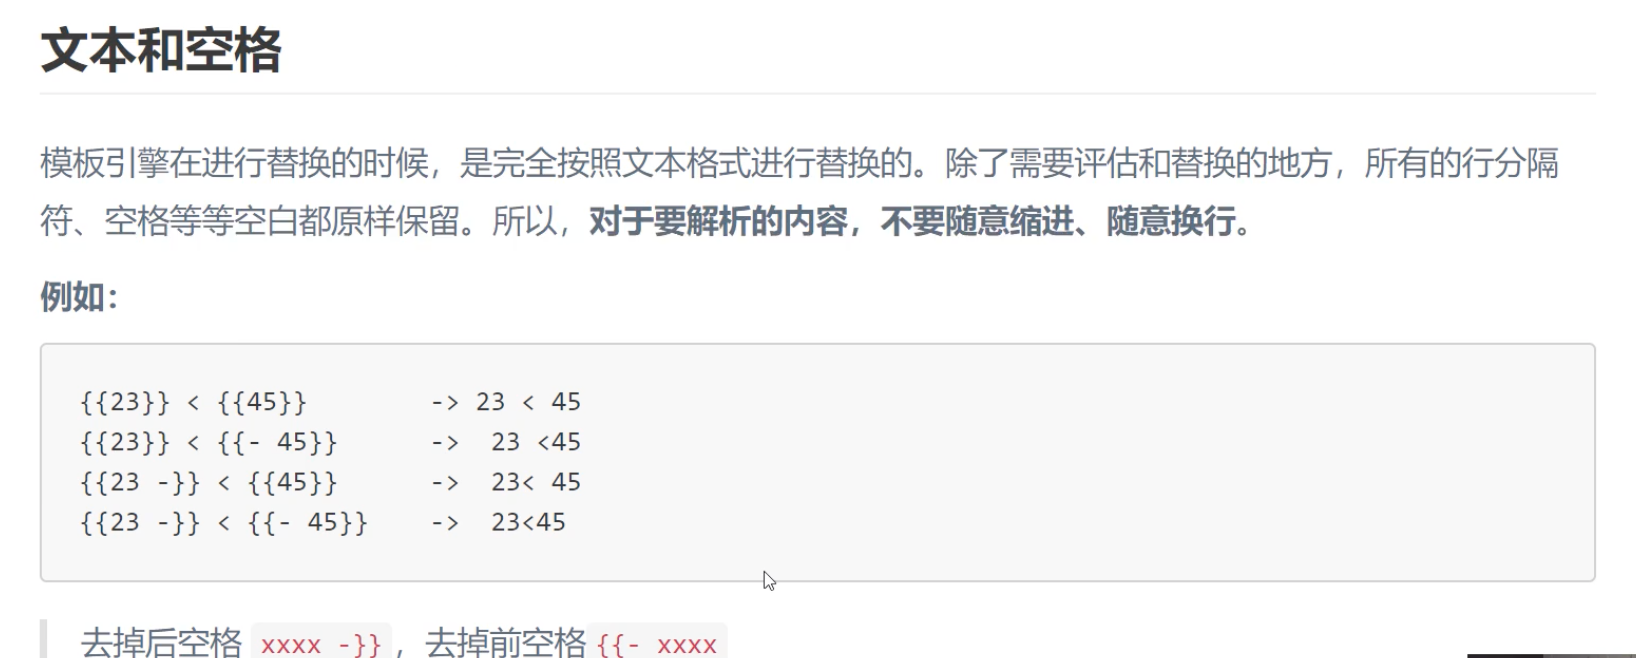 文本和空格
模板引擎在进行替换的时候，是完全按照文本格式进行替换的。除了需要评估和替换的地方，所有的行分隔
符、空格等等空白都原样保留。所以，对于要解析的内容，不要随意缩进、随意换行。
例如：
{{23}} < {{45}}        -> 23 < 45
{{23}} < {{- 45}}      ->  23 <45
{{23 -}} < {{45}}      ->  23< 45
{{23 -}} < {{- 45}}    ->  23<45
去掉后空格 xxxx -}} ，去掉前空格 {{- xxxx